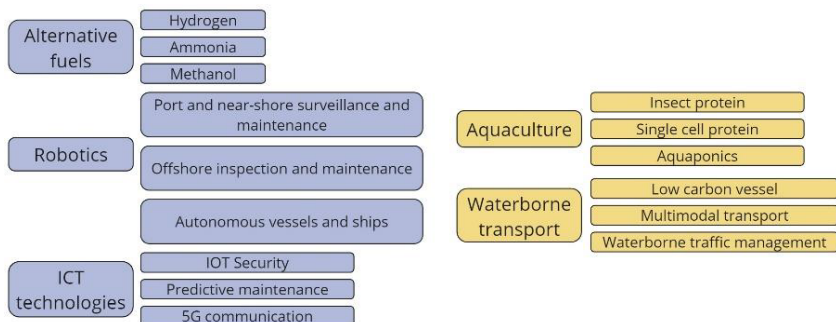 Alternative
fuels
Hydrogen
Ammonia
Methanol
Robotics
Port and near-shore surveillance and
maintenance
Offshore inspection and maintenance
Autonomous vessels and ships
ICT
technologies
IOT Security
Predictive maintenance
5G communication
Aquaculture
Insect protein
Single cell protein
Aquaponics
Waterborne
transport
Low carbon vessel
Multimodal transport
Waterborne traffic management